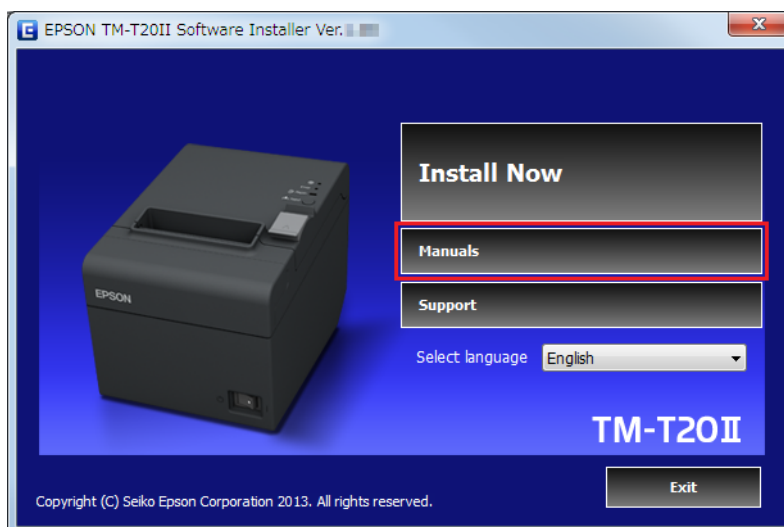 EPSON TM-T20II Software Installer Ver.
Install Now
Manuals
Support
Select language English
EPSON
TM-T20II
Exit
Copyright (C) Seiko Epson Corporation 2013. All rights reserved.